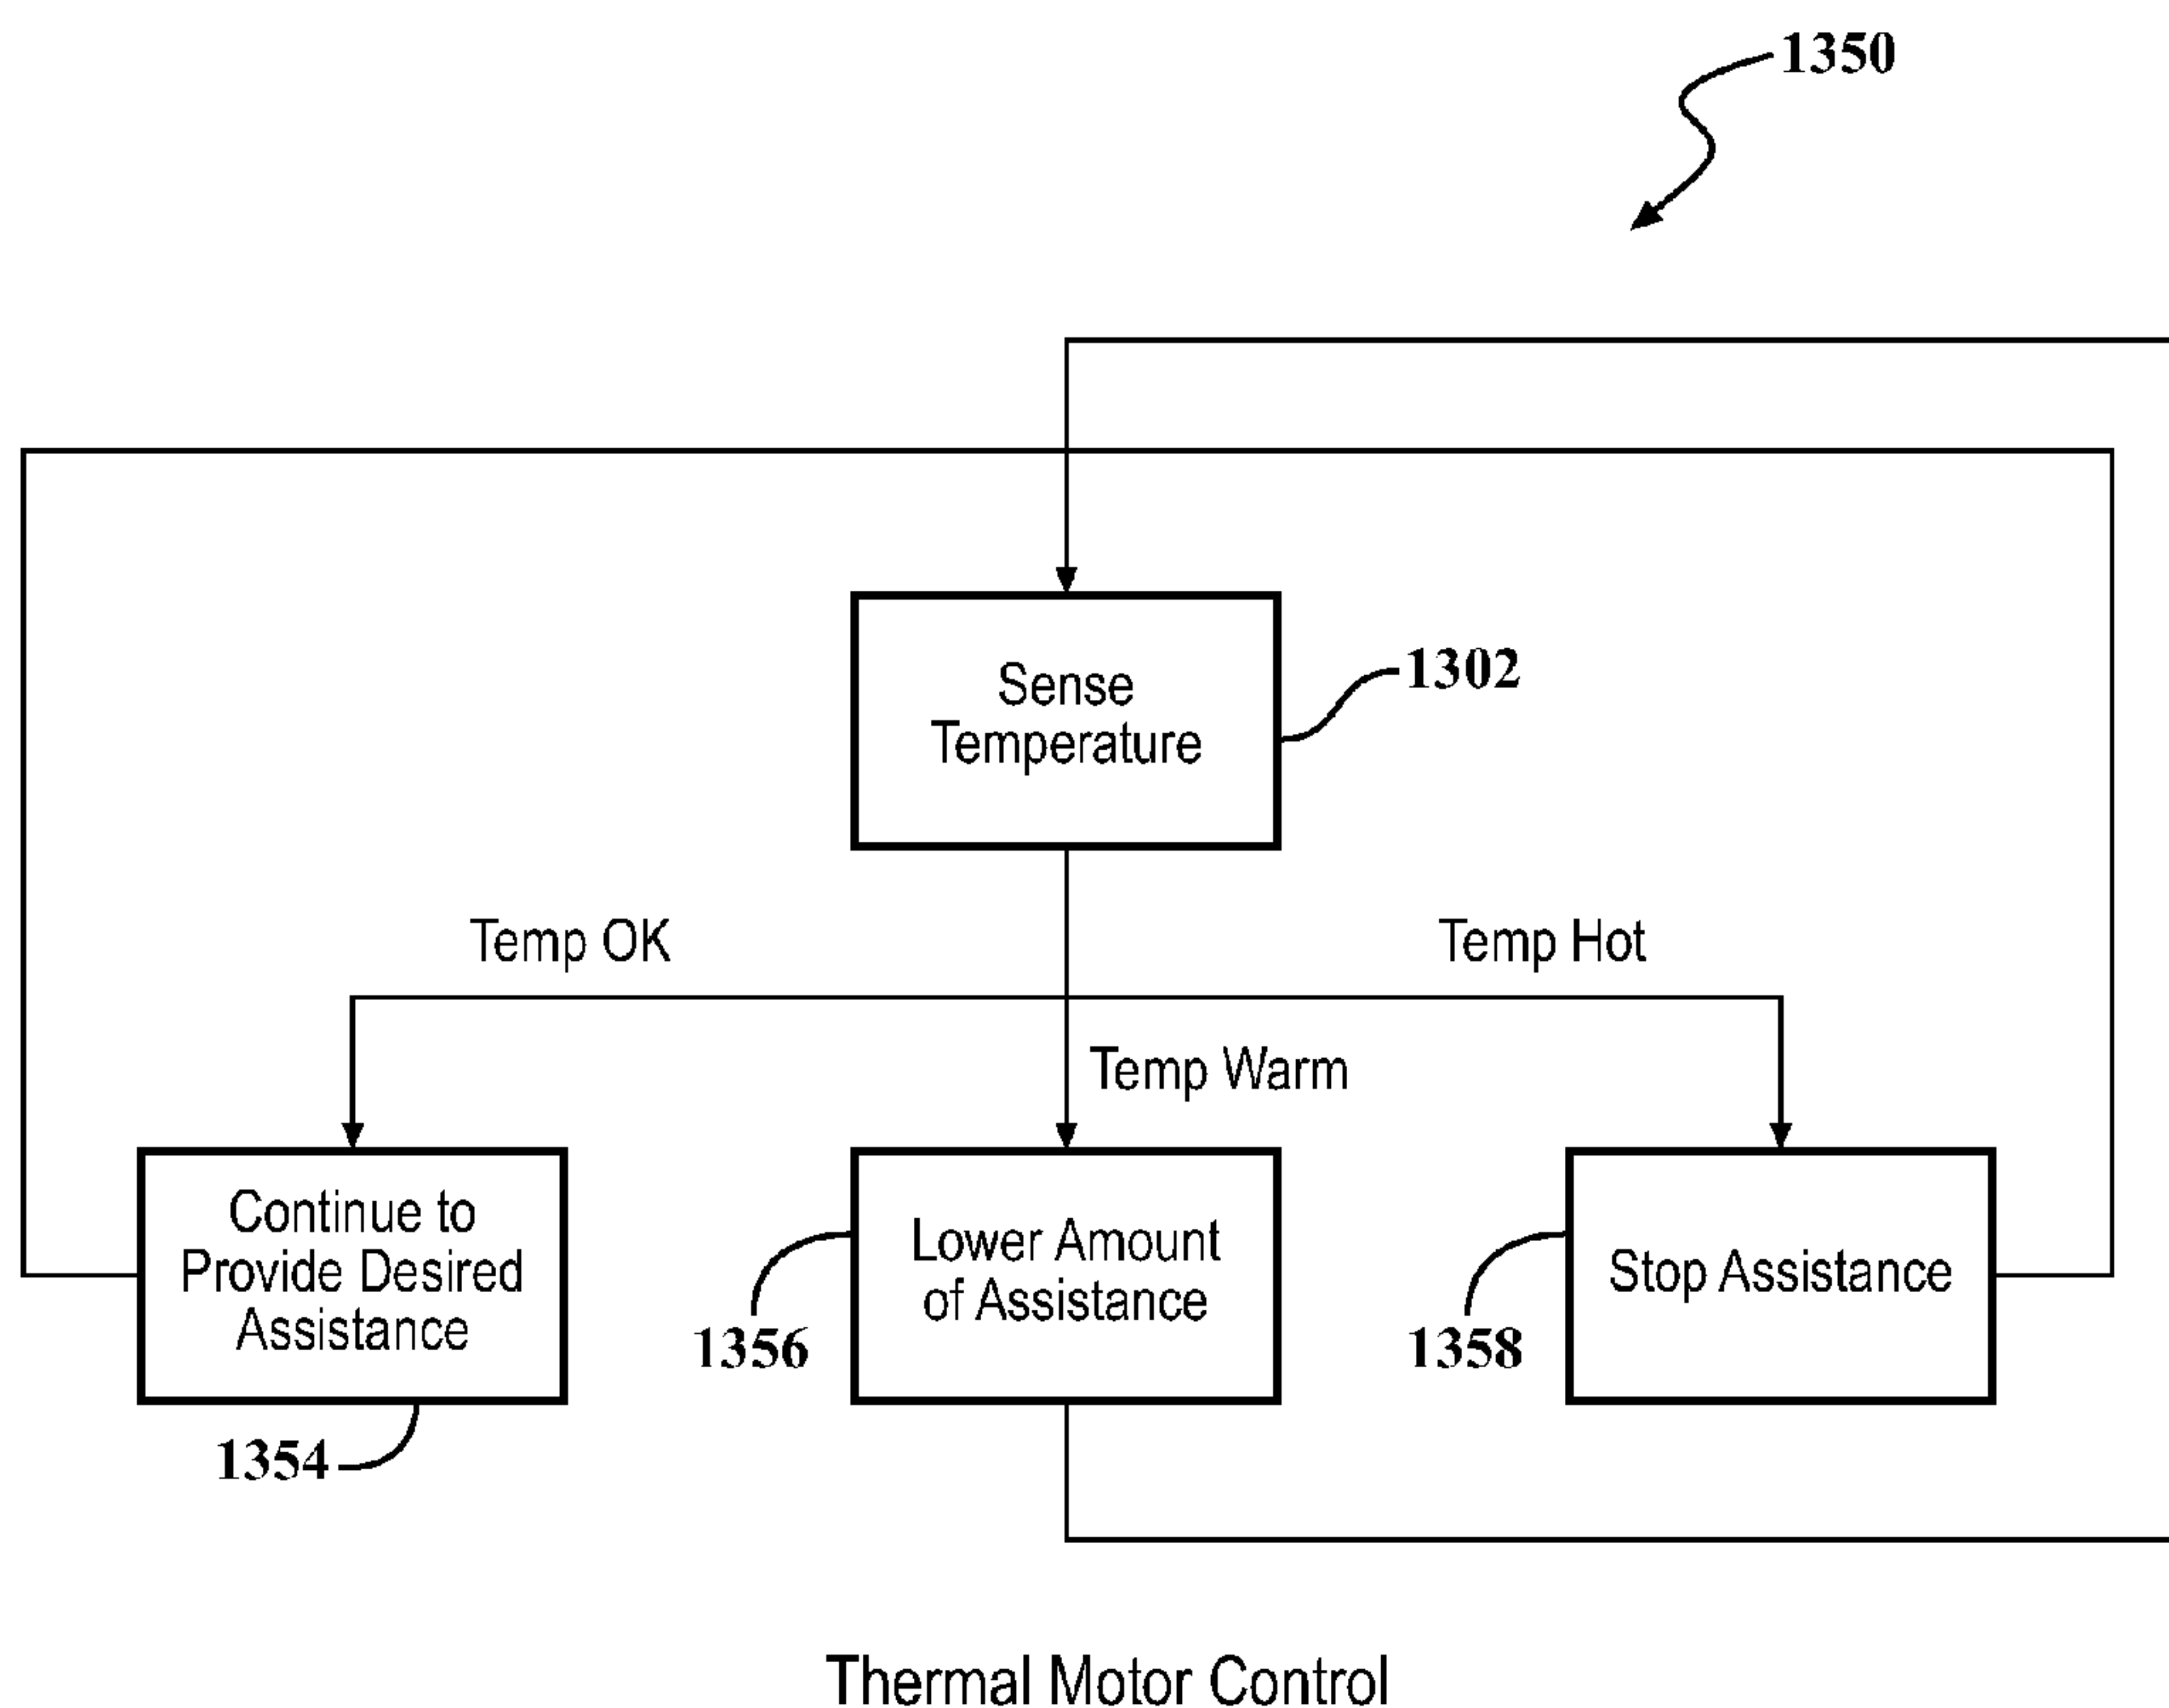 1350
Sense
Temperature
1302
Temp OK
Temp Hot
Temp Warm
Continue to
Provide Desired
Assistance
1354
Lower Amount
of Assistance
1356
Stop Assistance
1358
Thermal Motor Control